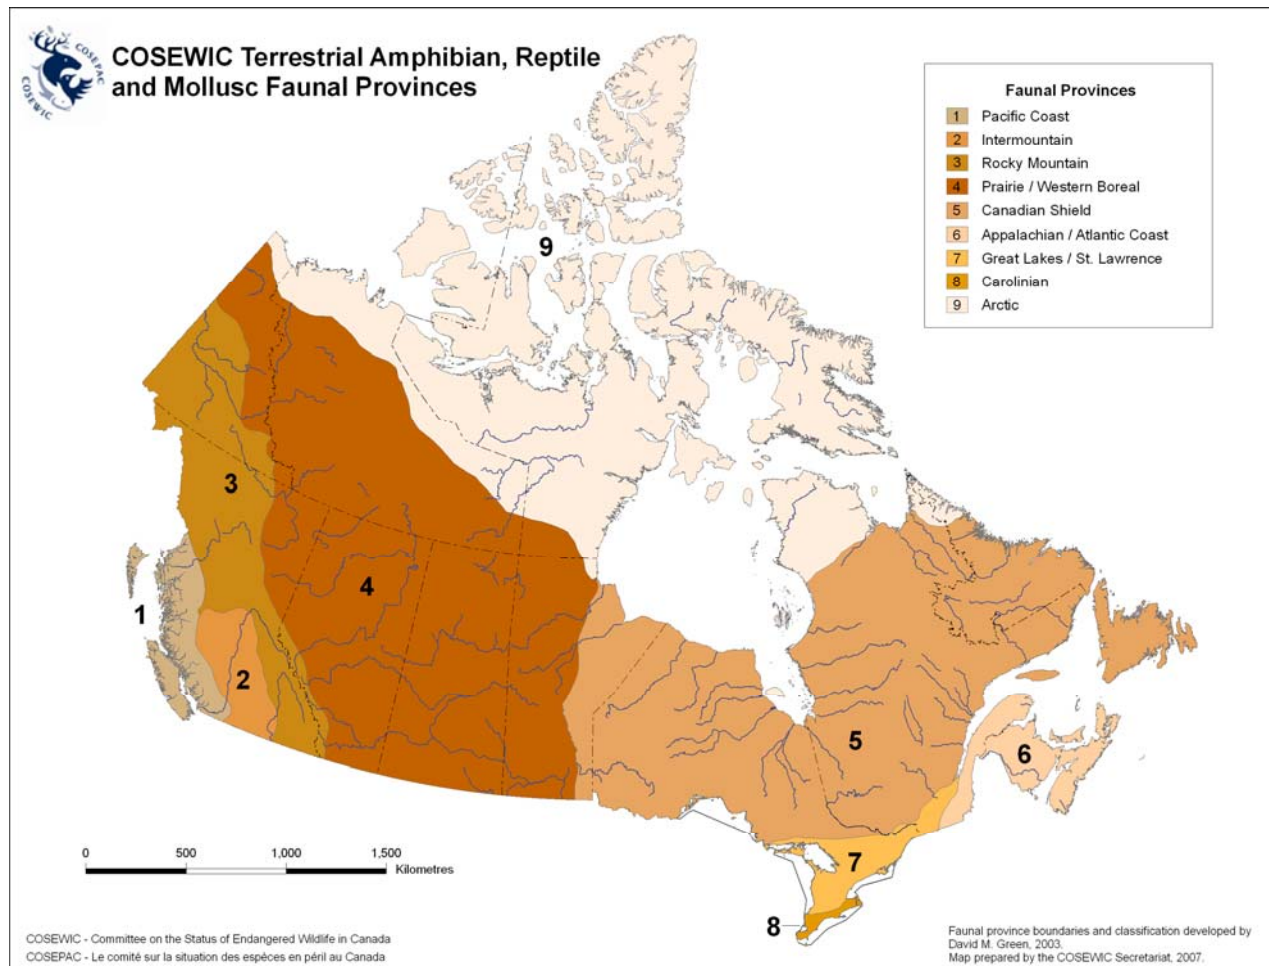 COSEWIC COSEPAC
COSEWIC Terrestrial Amphibian, Reptile
and Mollusc Faunal Provinces
Faunal Provinces
1 Pacific Coast
2 Intermountain
3 Rocky Mountain
4 Prairie / Western Boreal
5 Canadian Shield
6 Appalachian / Atlantic Coast
7 Great Lakes / St. Lawrence
8 Carolinian
9 Arctic
9
3
4
1
2
5
6
7
8
0 500 1,000 1,500
Kilometres
COSEWIC - Committee on the Status of Endangered Wildlife in Canada
COSEPAC - Le comité sur la situation des espèces en péril au Canada
Faunal province boundaries and classification developed by
David M. Green, 2003.
Map prepared by the COSEWIC Secretariat, 2007.